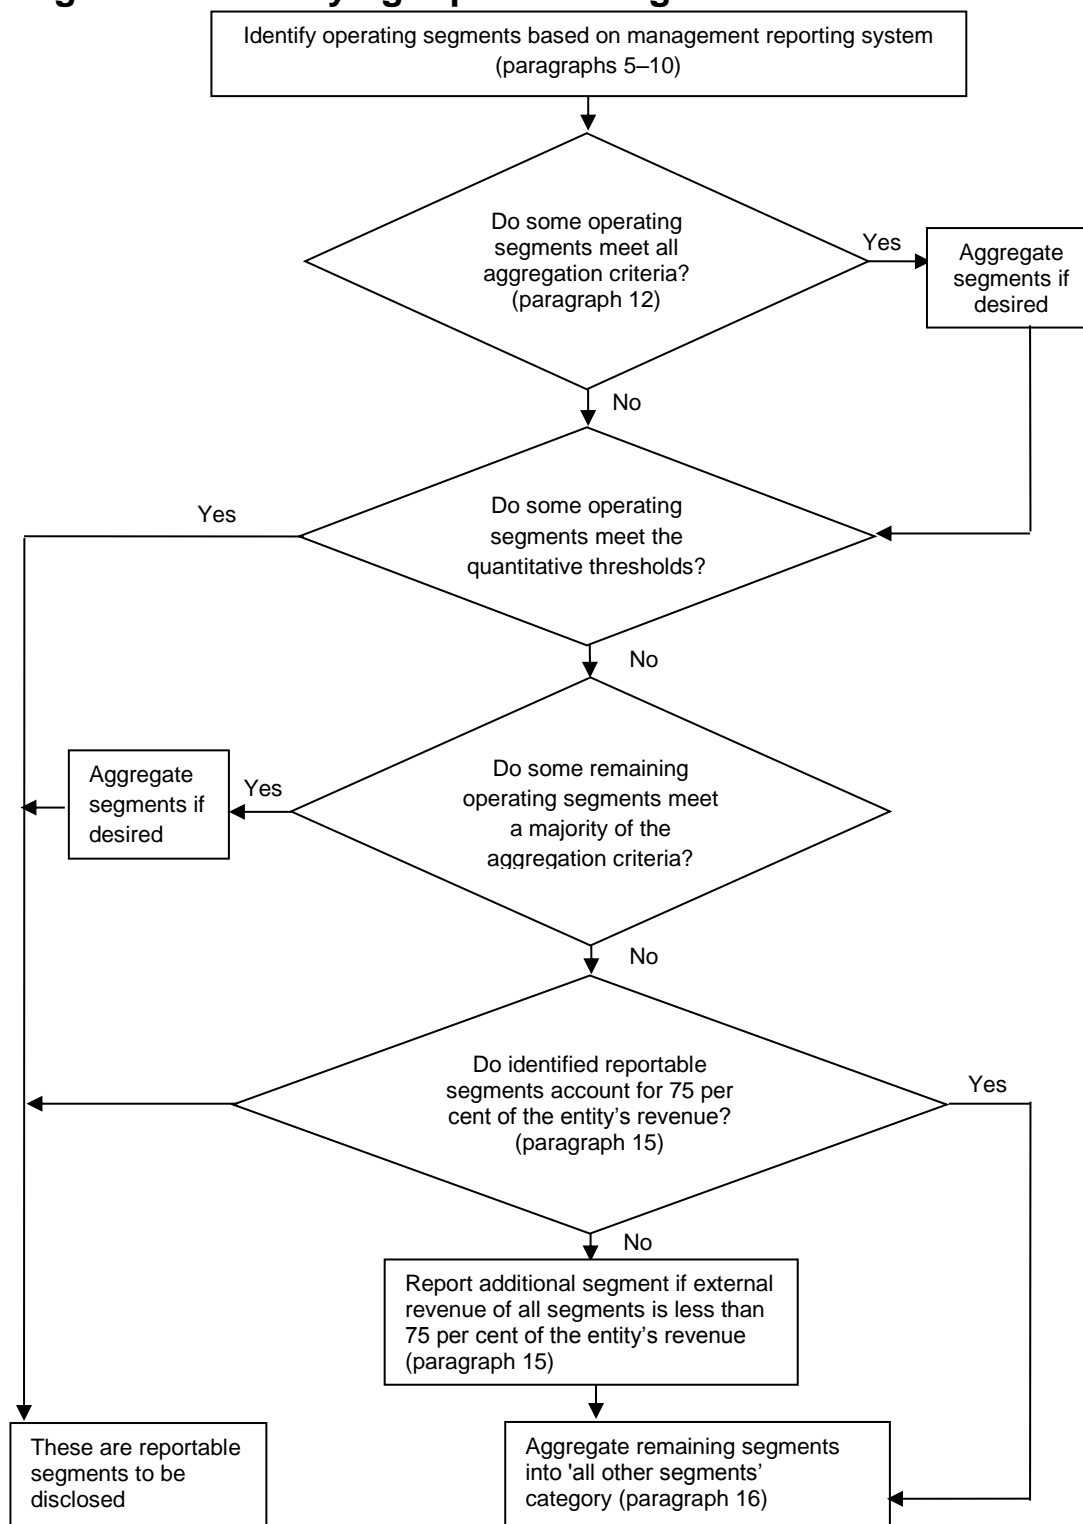 Identify operating segments based on management reporting system
(paragraphs 5–10)
Do some operating
segments meet all
aggregation criteria?
(paragraph 12)
Yes
Aggregate
segments if
desired
No
Do some operating
segments meet the
quantitative thresholds?
Yes
No
Do some remaining
operating segments meet
a majority of the
aggregation criteria?
Yes
Aggregate
segments if
desired
No
Do identified reportable
segments account for 75 per
cent of the entity’s revenue?
(paragraph 15)
Yes
No
Report additional segment if external
revenue of all segments is less than
75 per cent of the entity’s revenue
(paragraph 15)
These are reportable
segments to be
disclosed
Aggregate remaining segments
into 'all other segments’
category (paragraph 16)